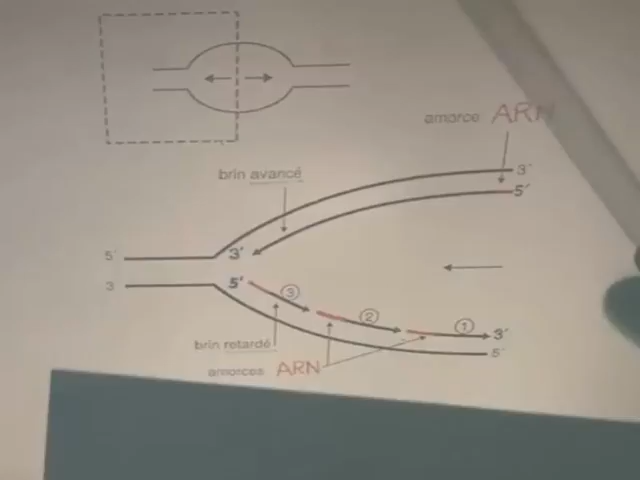 amorce ARN
3'
brin avancé
5'
5' 3'
3 5' ③
② ① 3'
brin retardé 5'
amorces ARN